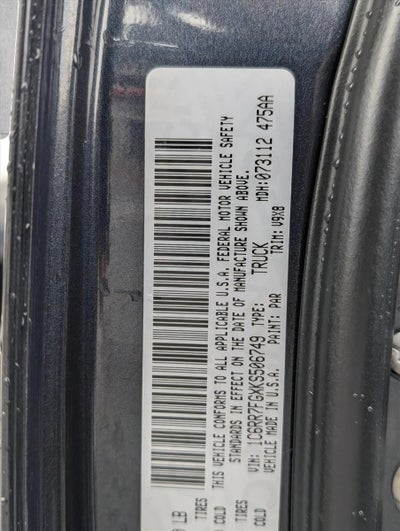 LB
TIRES
COLD
TIRES
COLD
THIS VEHICLE CONFORMS TO ALL APPLICABLE U.S.A. FEDERAL MOTOR VEHICLE SAFETY
STANDARDS IN EFFECT ON THE DATE OF MANUFACTURE SHOWN ABOVE.
VIN: 1C6RR7FGXKS506749 TYPE: TRUCK MDH:073112 475AA
VEHICLE MADE IN U.S.A. PAINT: PAR TRIM: V9X8